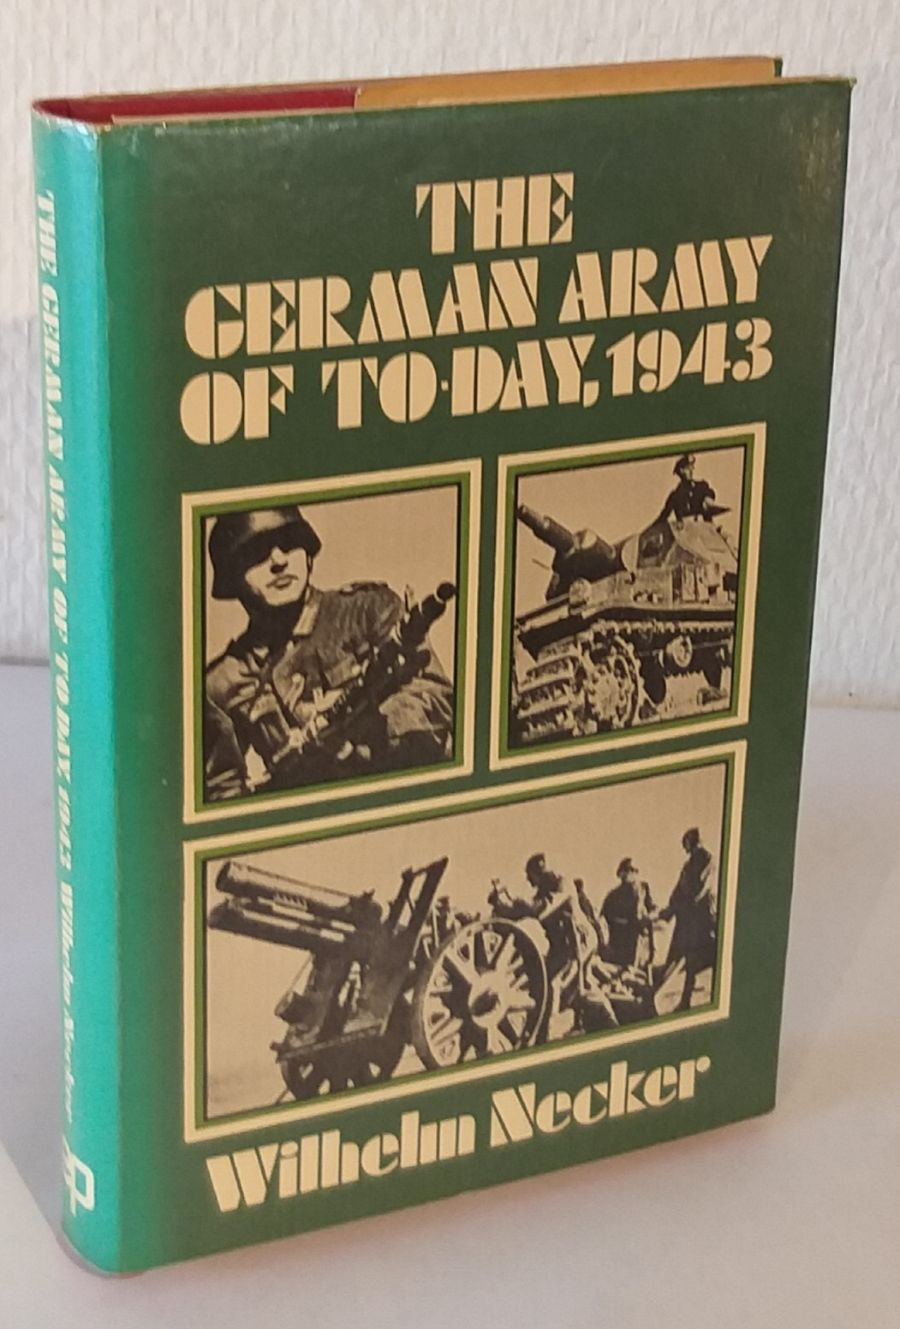 THE
GERMAN ARMY
OF TO-DAY, 1943
Wilhelm Necker
THE GERMAN ARMY OF TO-DAY, 1943 Wilhelm Necker